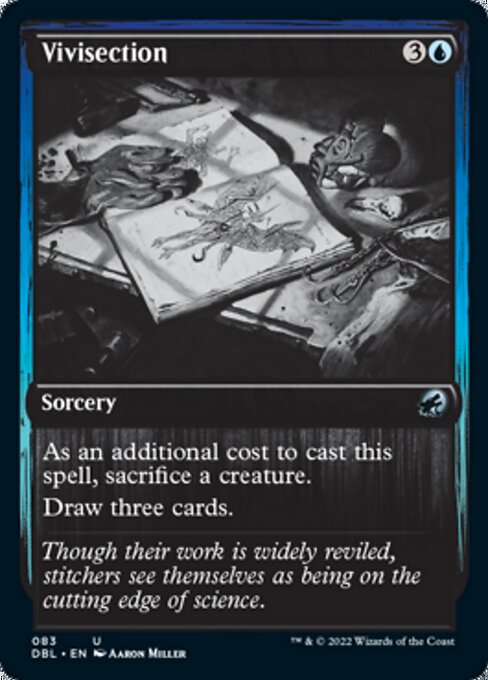 Vivisection 3
Sorcery
As an additional cost to cast this
spell, sacrifice a creature.
Draw three cards.
Though their work is widely reviled,
stitchers see themselves as being on the
cutting edge of science.
083 U
DBL • EN Aaron Miller
™ & © 2022 Wizards of the Coast